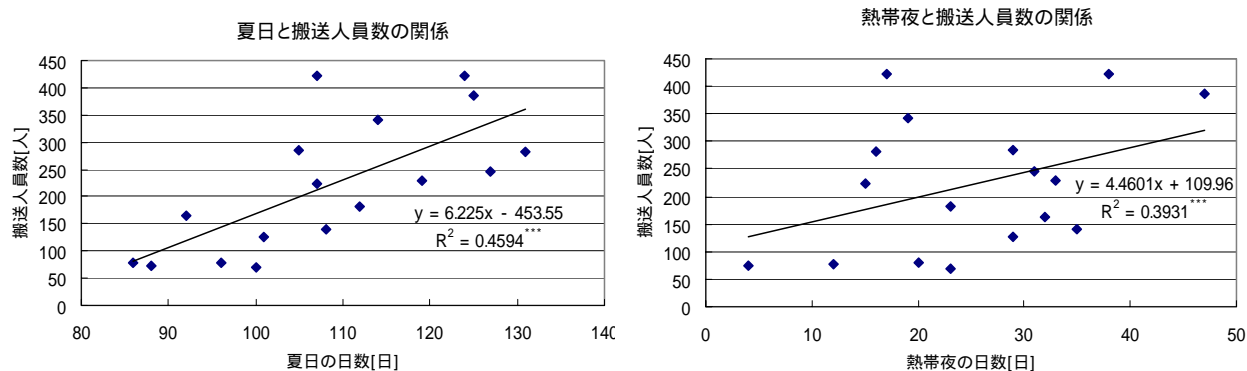 夏日と搬送人員数の関係
450
400
350
300
250
200
150
100
50
0
搬送人員数[人]
y = 6.225x - 453.55
R² = 0.4594***
80 90 100 110 120 130 140
夏日の日数[日]
熱帯夜と搬送人員数の関係
450
400
350
300
250
200
150
100
50
0
搬送人員数[人]
y = 4.4601x + 109.96
R² = 0.3931***
0 10 20 30 40 50
熱帯夜の日数[日]